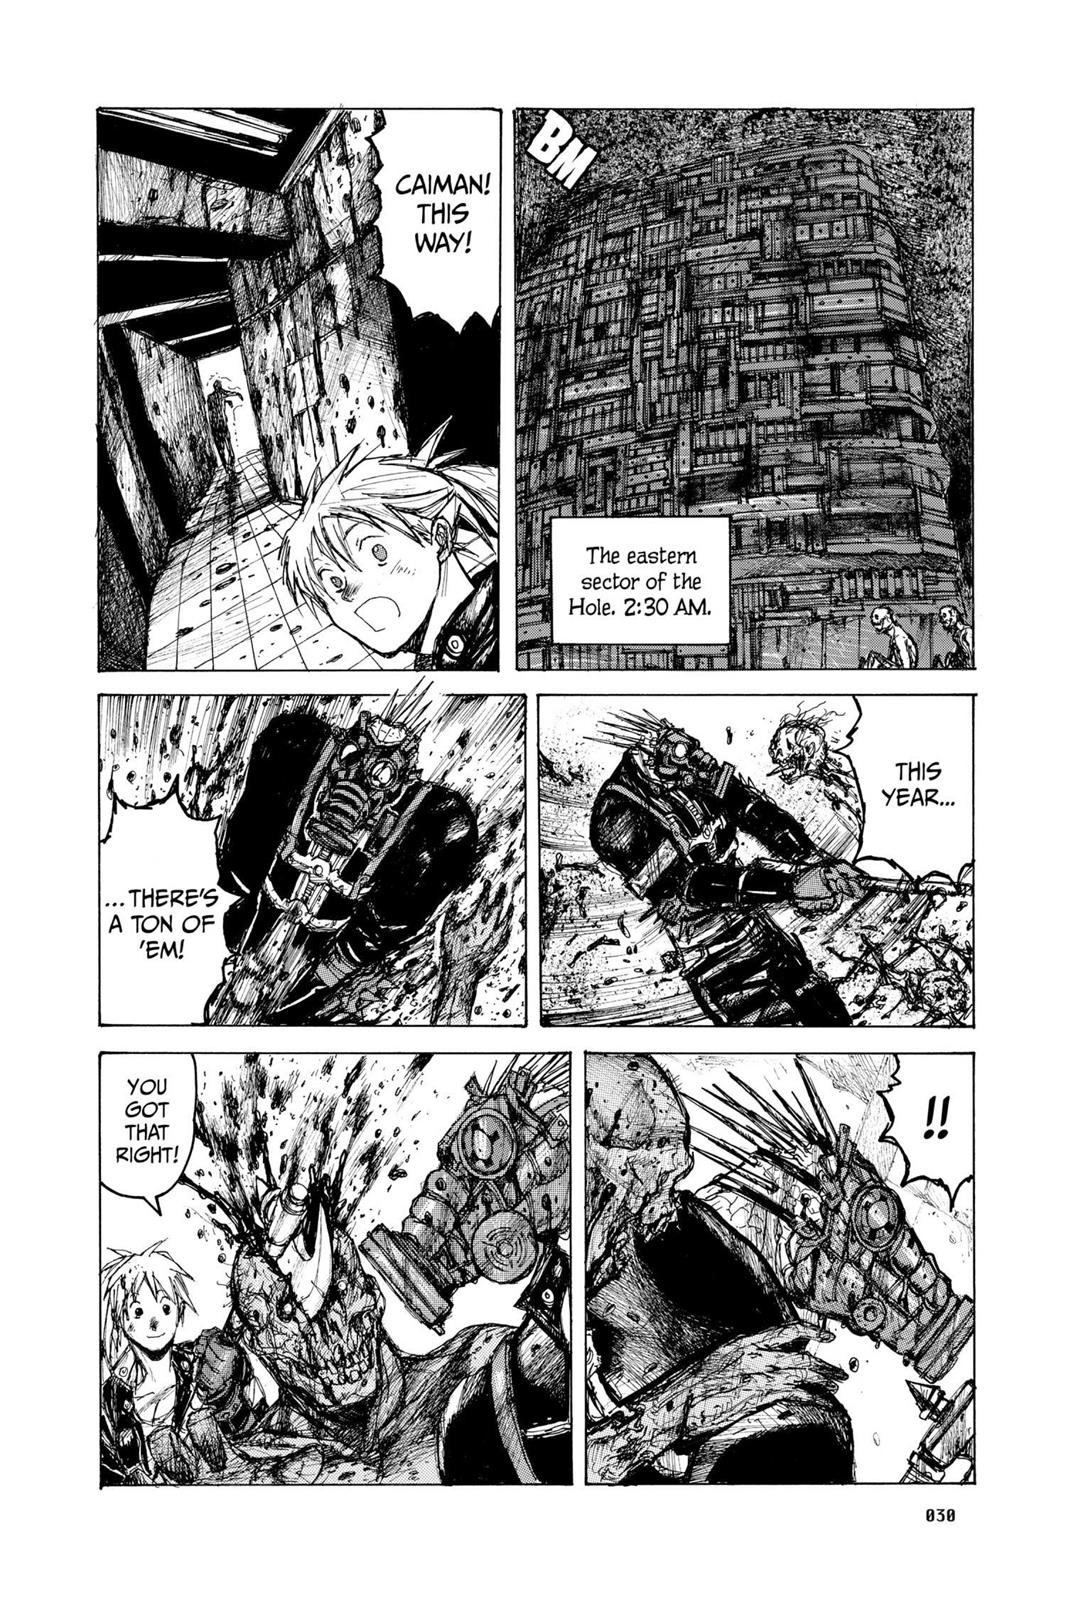 BM
The eastern
sector of the
Hole. 2:30 AM.
CAIMAN!
THIS
WAY!
THIS
YEAR...
...THERE'S
A TON OF
'EM!
!!
YOU
GOT
THAT
RIGHT!
030